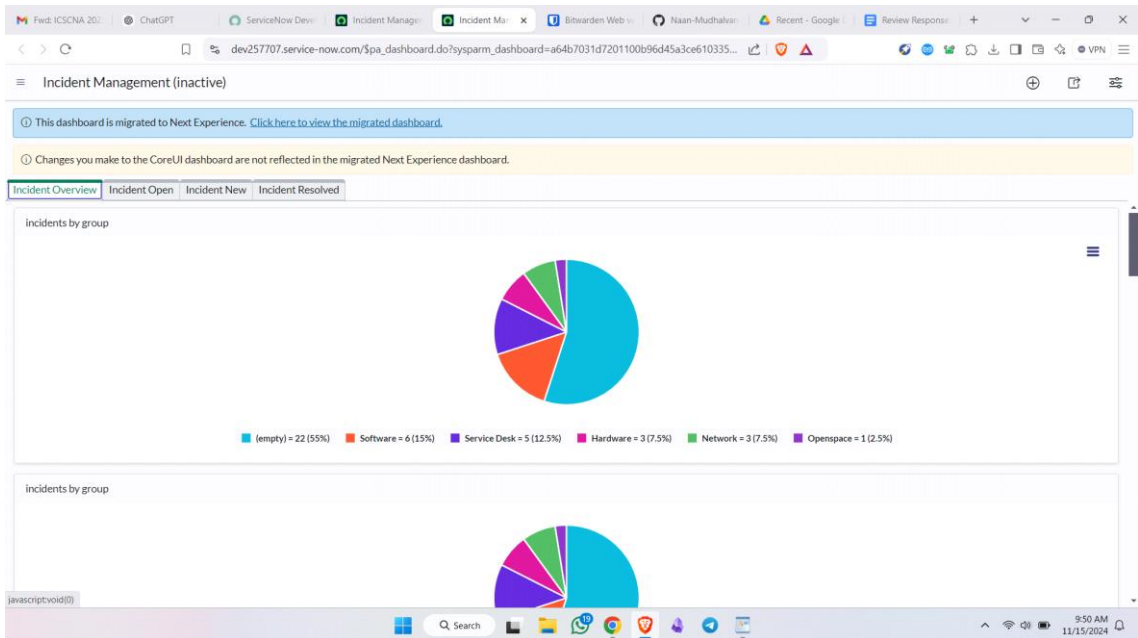 Fwd: ICSCNA 202
ChatGPT
ServiceNow Deve
Incident Manager
Incident Mar
Bitwarden Web
Naan-Mudhalvan
Recent - Google
Review Response
dev257707.service-now.com/$pa_dashboard.do?sysparm_dashboard=a64b7031d7201100b96d45a3ce610335...
VPN
Incident Management (inactive)
This dashboard is migrated to Next Experience. Click here to view the migrated dashboard.
Changes you make to the CoreUI dashboard are not reflected in the migrated Next Experience dashboard.
Incident Overview Incident Open Incident New Incident Resolved
incidents by group
(empty) = 22 (55%) Software = 6 (15%) Service Desk = 5 (12.5%) Hardware = 3 (7.5%) Network = 3 (7.5%) Openspace = 1 (2.5%)
incidents by group
javascript:void(0)
Search
19
9:50 AM
11/15/2024